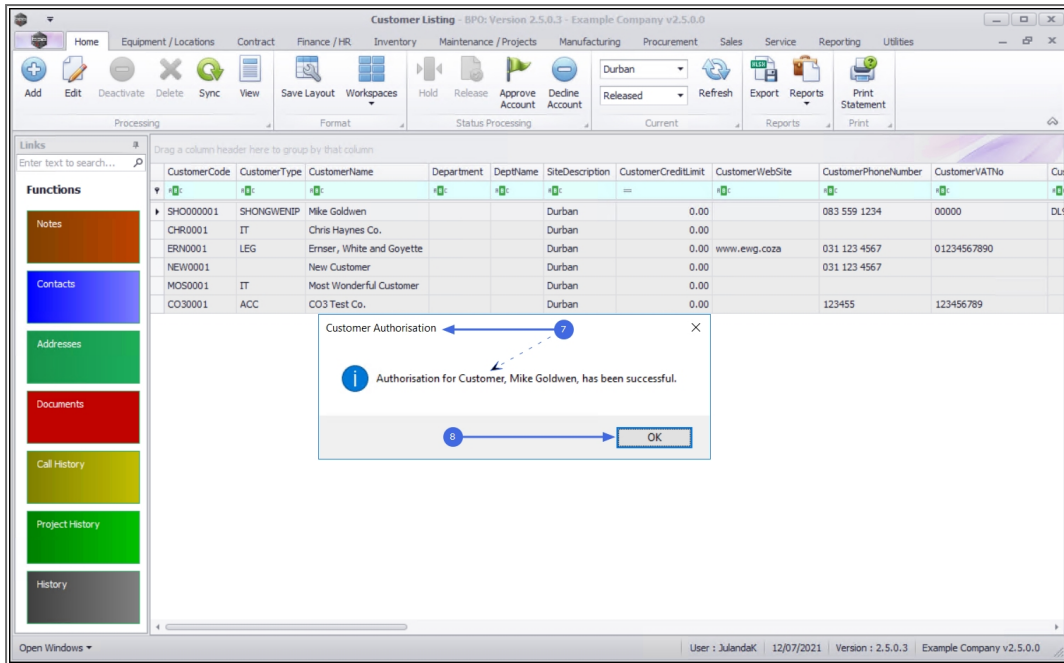 Customer Listing - BPO: Version 2.5.0.3 - Example Company v2.5.0.0
Home Equipment / Locations Contract Finance / HR Inventory Maintenance / Projects Manufacturing Procurement Sales Service Reporting Utilities
Add Edit Deactivate Delete Sync View Save Layout Workspaces Hold Release Approve Account Decline Account Durban Released Refresh Export Reports Print Statement
Processing Format Status Processing Current Reports Print
Links
Enter text to search...
Functions
Notes
Contacts
Addresses
Documents
Call History
Project History
History
Drag a column header here to group by that column
CustomerCode CustomerType CustomerName Department DeptName SiteDescription CustomerCreditLimit CustomerWebSite CustomerPhoneNumber CustomerVATNo Cus
SHO000001 SHONGWENIP Mike Goldwen Durban 0.00 083 559 1234 00000 DL
CHR0001 IT Chris Haynes Co. Durban 0.00
ERN0001 LEG Ernser, White and Goyette Durban 0.00 www.ewg.coza 031 123 4567 01234567890
NEW0001 New Customer Durban 0.00 031 123 4567
MOS0001 IT Most Wonderful Customer Durban 0.00
CO30001 ACC CO3 Test Co. Durban 0.00 123455 123456789
Customer Authorisation 7
Authorisation for Customer, Mike Goldwen, has been successful.
8 OK
Open Windows User : JulandaK 12/07/2021 Version : 2.5.0.3 Example Company v2.5.0.0